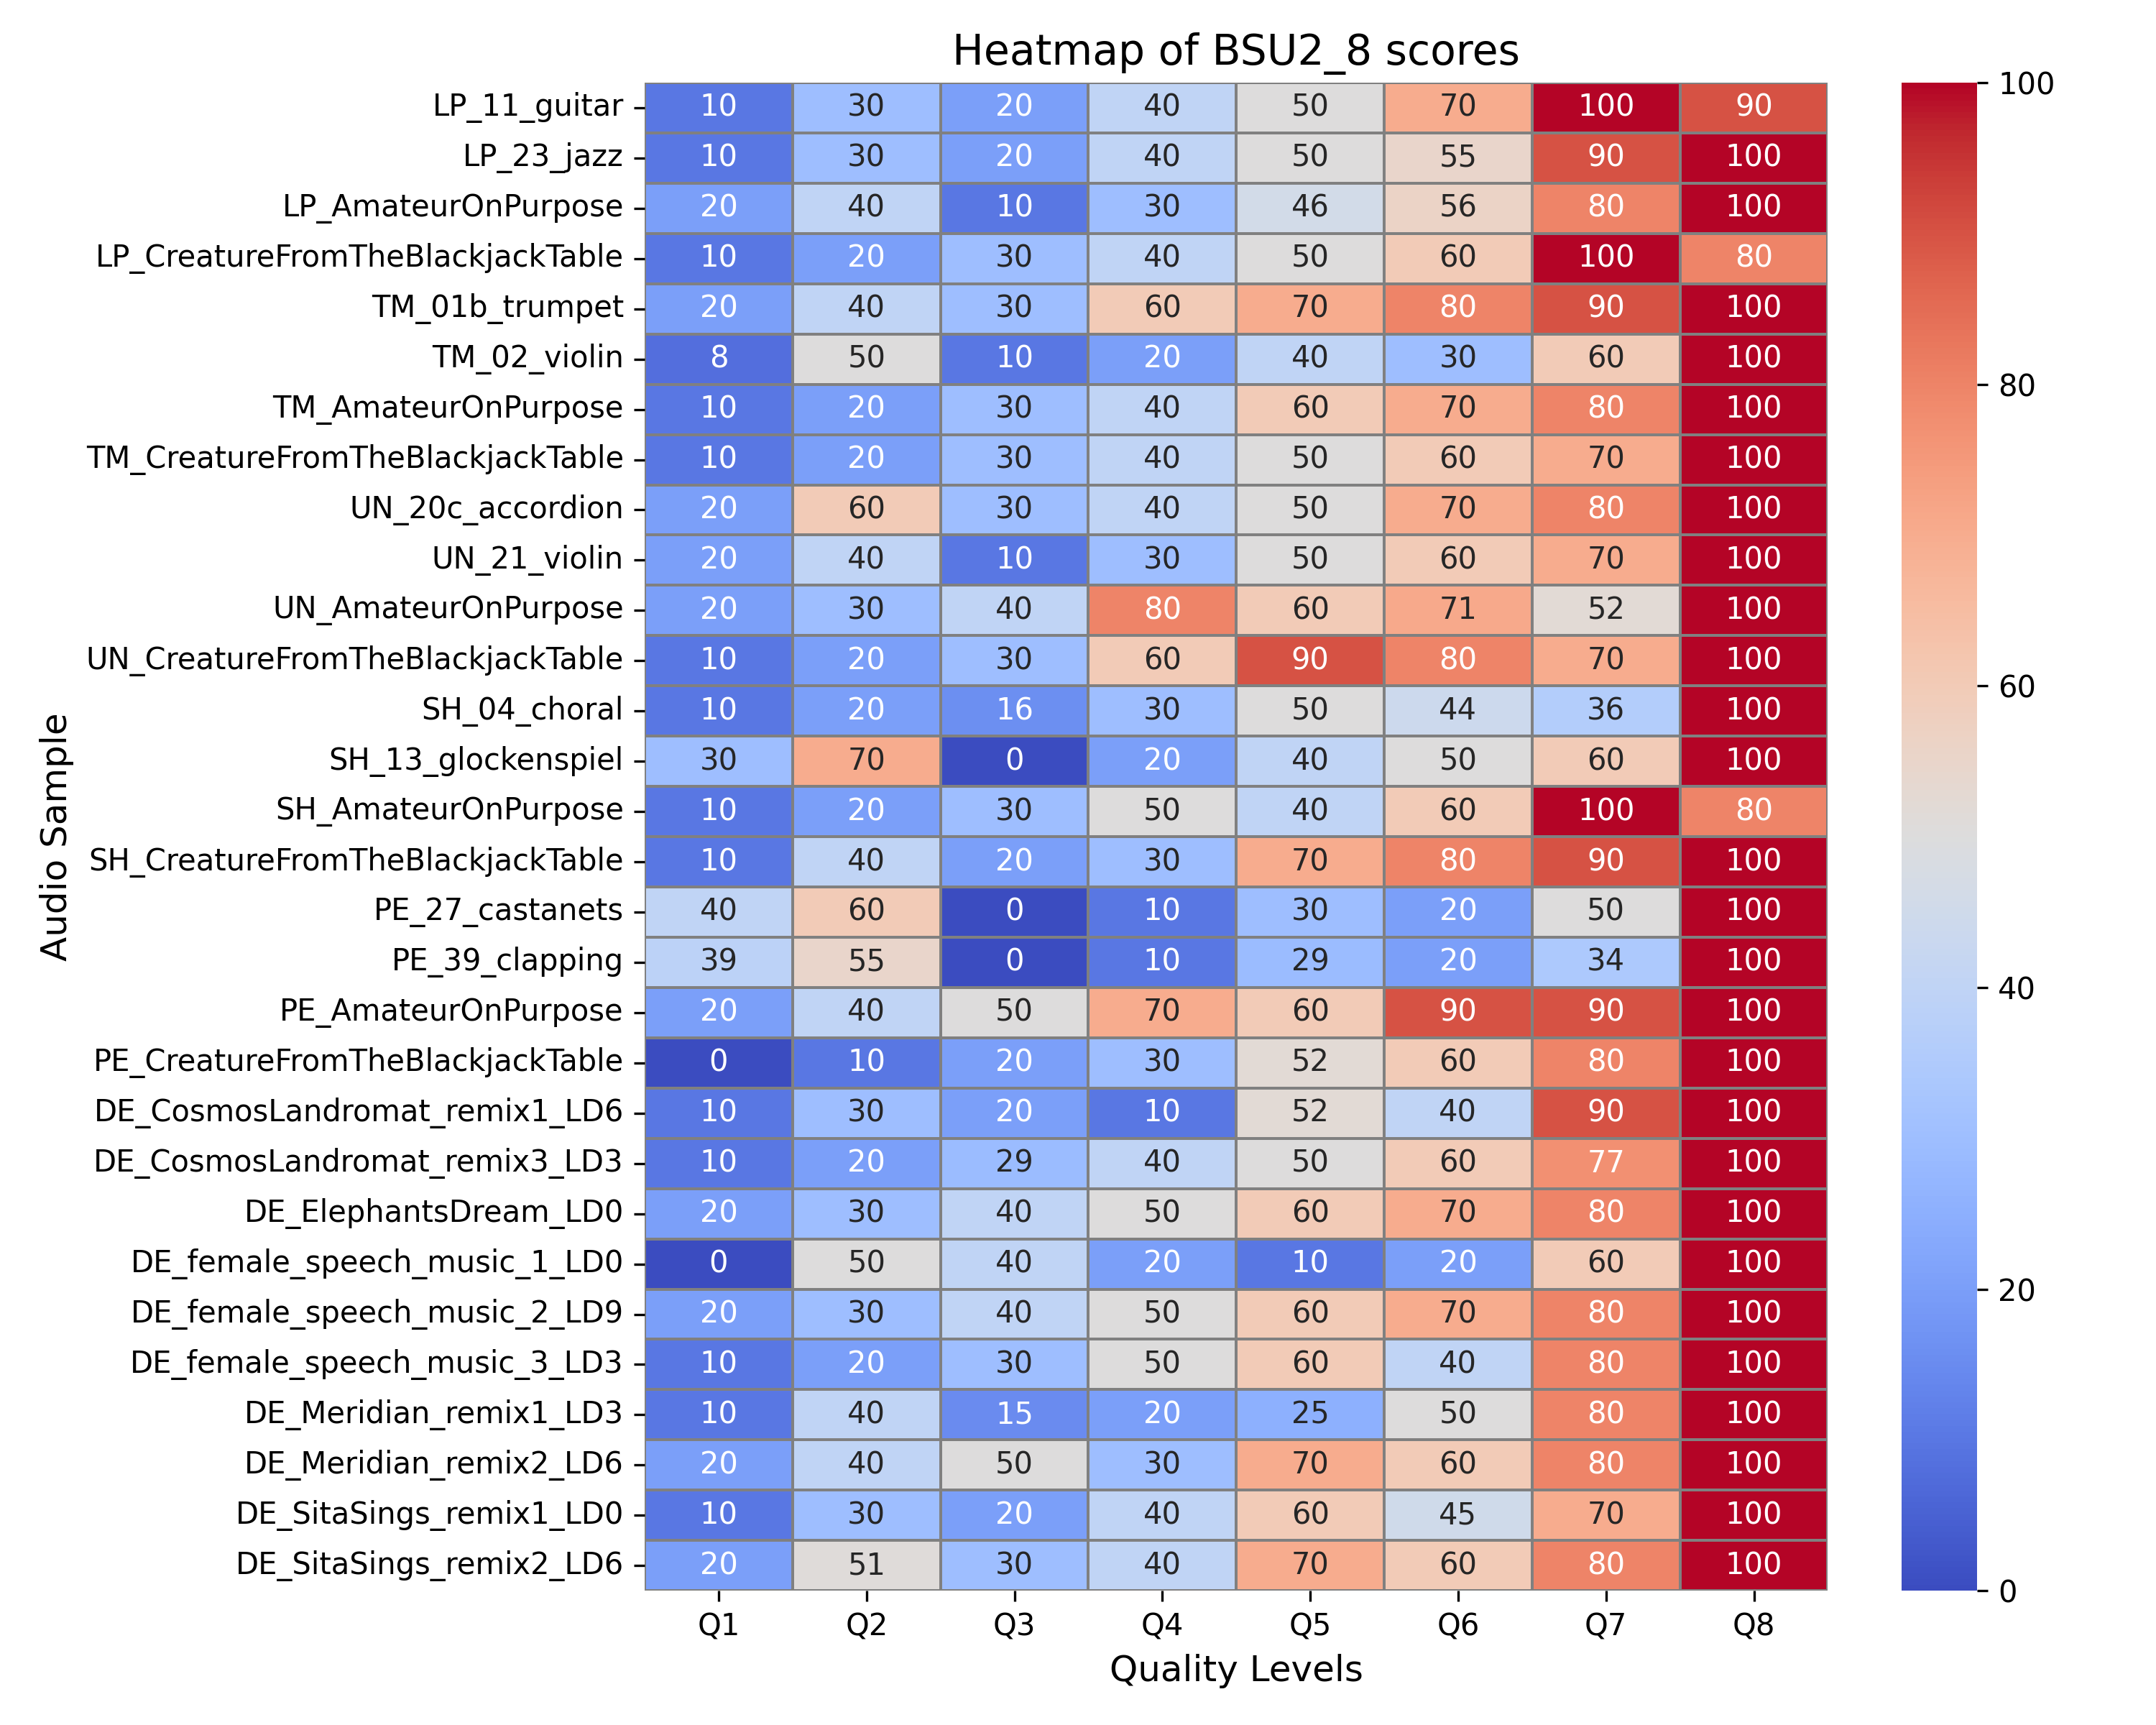 Heatmap of BSU2_8 scores
LP_11_guitar 10 30 20 40 50 70 100 90
LP_23_jazz 10 30 20 40 50 55 90 100
LP_AmateurOnPurpose 20 40 10 30 46 56 80 100
LP_CreatureFromTheBlackjackTable 10 20 30 40 50 60 100 80
TM_01b_trumpet 20 40 30 60 70 80 90 100
TM_02_violin 8 50 10 20 40 30 60 100
TM_AmateurOnPurpose 10 20 30 40 60 70 80 100
TM_CreatureFromTheBlackjackTable 10 20 30 40 50 60 70 100
UN_20c_accordion 20 60 30 40 50 70 80 100
UN_21_violin 20 40 10 30 50 60 70 100
UN_AmateurOnPurpose 20 30 40 80 60 71 52 100
UN_CreatureFromTheBlackjackTable 10 20 30 60 90 80 70 100
SH_04_choral 10 20 16 30 50 44 36 100
SH_13_glockenspiel 30 70 0 20 40 50 60 100
SH_AmateurOnPurpose 10 20 30 50 40 60 100 80
SH_CreatureFromTheBlackjackTable 10 40 20 30 70 80 90 100
PE_27_castanets 40 60 0 10 30 20 50 100
PE_39_clapping 39 55 0 10 29 20 34 100
PE_AmateurOnPurpose 20 40 50 70 60 90 90 100
PE_CreatureFromTheBlackjackTable 0 10 20 30 52 60 80 100
DE_CosmosLandromat_remix1_LD6 10 30 20 10 52 40 90 100
DE_CosmosLandromat_remix3_LD3 10 20 29 40 50 60 77 100
DE_ElephantsDream_LD0 20 30 40 50 60 70 80 100
DE_female_speech_music_1_LD0 0 50 40 20 10 20 60 100
DE_female_speech_music_2_LD9 20 30 40 50 60 70 80 100
DE_female_speech_music_3_LD3 10 20 30 50 60 40 80 100
DE_Meridian_remix1_LD3 10 40 15 20 25 50 80 100
DE_Meridian_remix2_LD6 20 40 50 30 70 60 80 100
DE_SitaSings_remix1_LD0 10 30 20 40 60 45 70 100
DE_SitaSings_remix2_LD6 20 51 30 40 70 60 80 100
Q1 Q2 Q3 Q4 Q5 Q6 Q7 Q8
Quality Levels
Audio Sample
100
80
60
40
20
0